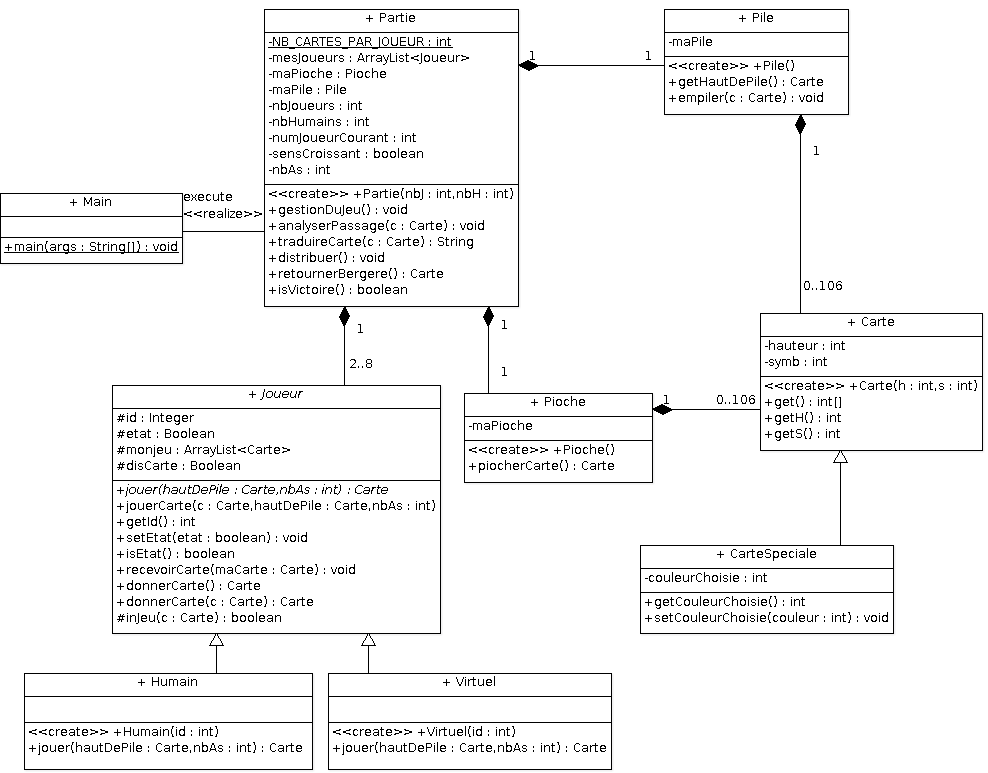 + Partie
-NB_CARTES_PAR_JOUEUR : int
-mesJoueurs : ArrayList<Joueur>
-maPioche : Pioche
-maPile : Pile
-nbJoueurs : int
-nbHumains : int
-numJoueurCourant : int
-sensCroissant : boolean
-nbAs : int
<<create>> +Partie(nbJ : int,nbH : int)
+gestionDuJeu() : void
+analyserPassage(c : Carte) : void
+traduireCarte(c : Carte) : String
+distribuer() : void
+retournerBergere() : Carte
+isVictoire() : boolean
1
1
+ Pile
-maPile
<<create>> +Pile()
+getHautDePile() : Carte
+empiler(c : Carte) : void
1
0..106
+ Main
+main(args : String[]) : void
execute
<<realize>>
1
2..8
1
1
+ Joueur
#id : Integer
#etat : Boolean
#monjeu : ArrayList<Carte>
#disCarte : Boolean
+jouer(hautDePile : Carte,nbAs : int) : Carte
+jouerCarte(c : Carte,hautDePile : Carte,nbAs : int)
+getId() : int
+setEtat(etat : boolean) : void
+isEtat() : boolean
+recevoirCarte(maCarte : Carte) : void
+donnerCarte() : Carte
+donnerCarte(c : Carte) : Carte
#inJeu(c : Carte) : boolean
+ Pioche
-maPioche
<<create>> +Pioche()
+piocherCarte() : Carte
1
0..106
+ Carte
-hauteur : int
-symb : int
<<create>> +Carte(h : int,s : int)
+get() : int[]
+getH() : int
+getS() : int
+ CarteSpeciale
-couleurChoisie : int
+getCouleurChoisie() : int
+setCouleurChoisie(couleur : int) : void
+ Humain
<<create>> +Humain(id : int)
+jouer(hautDePile : Carte,nbAs : int) : Carte
+ Virtuel
<<create>> +Virtuel(id : int)
+jouer(hautDePile : Carte,nbAs : int) : Carte